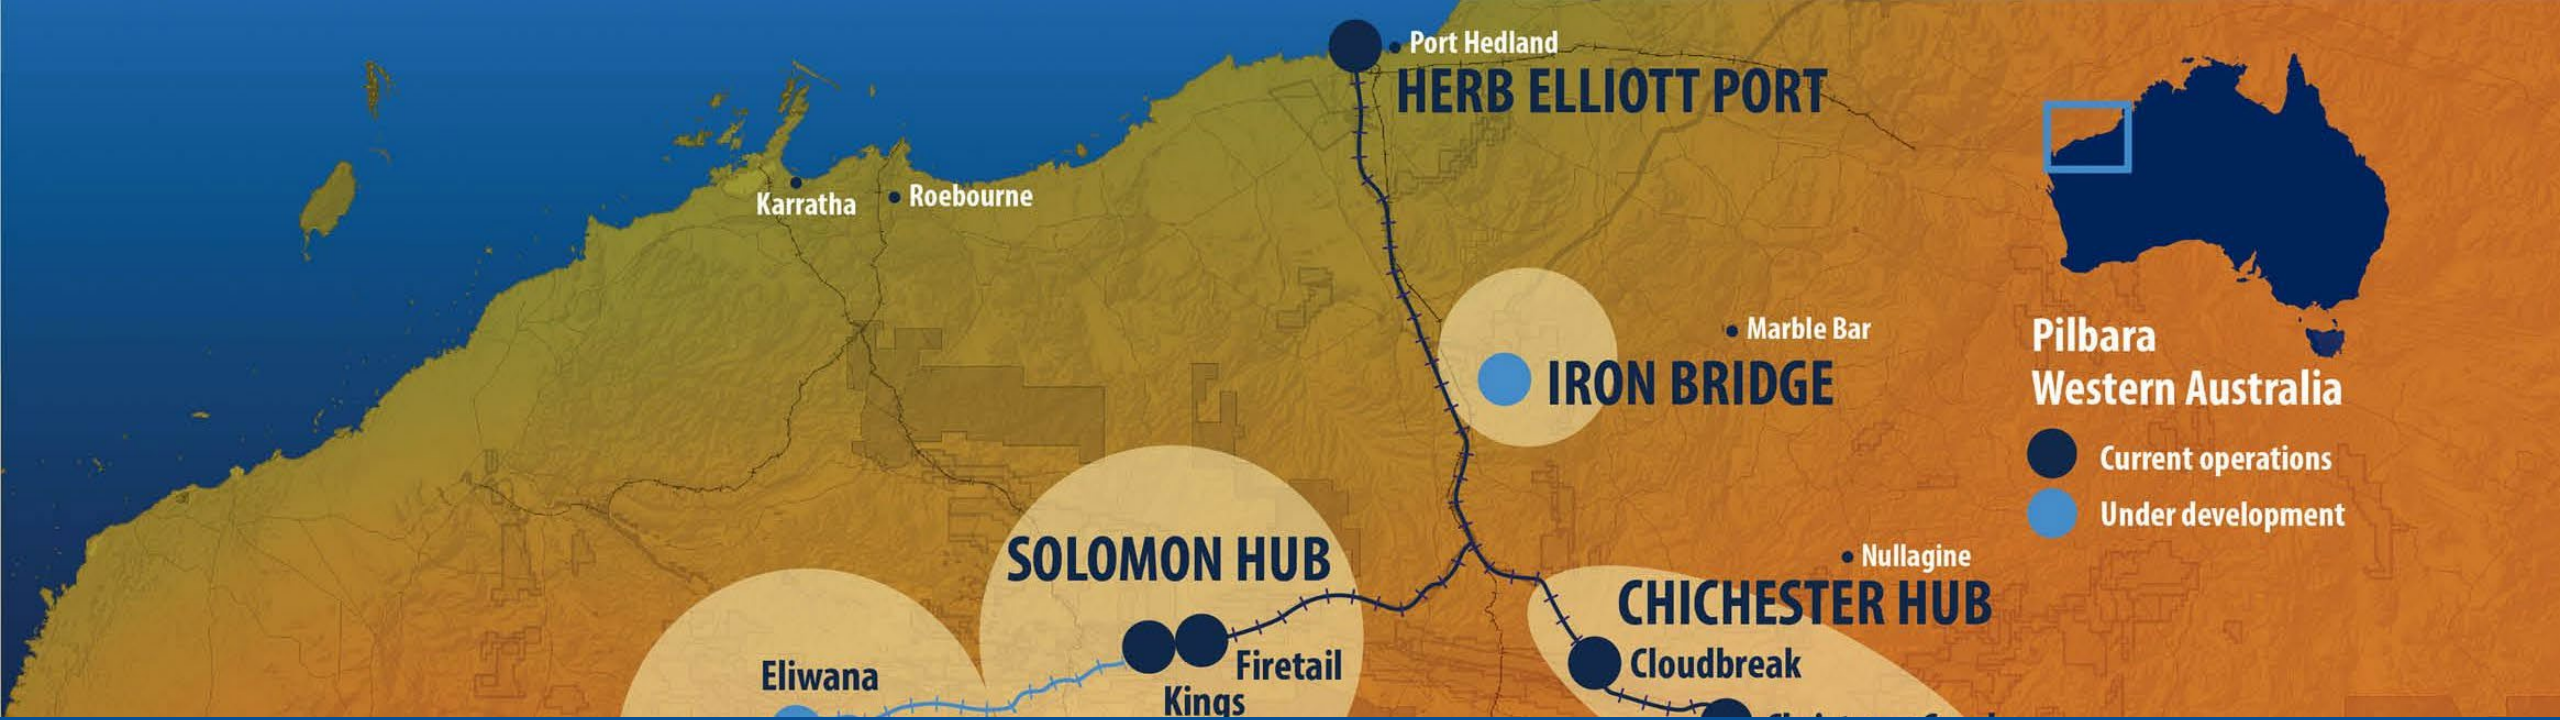 Port Hedland
HERB ELLIOTT PORT
Karratha
Roebourne
Marble Bar
IRON BRIDGE
Pilbara
Western Australia
Current operations
Under development
Nullagine
SOLOMON HUB
CHICHESTER HUB
Firetail
Cloudbreak
Eliwana
Kings